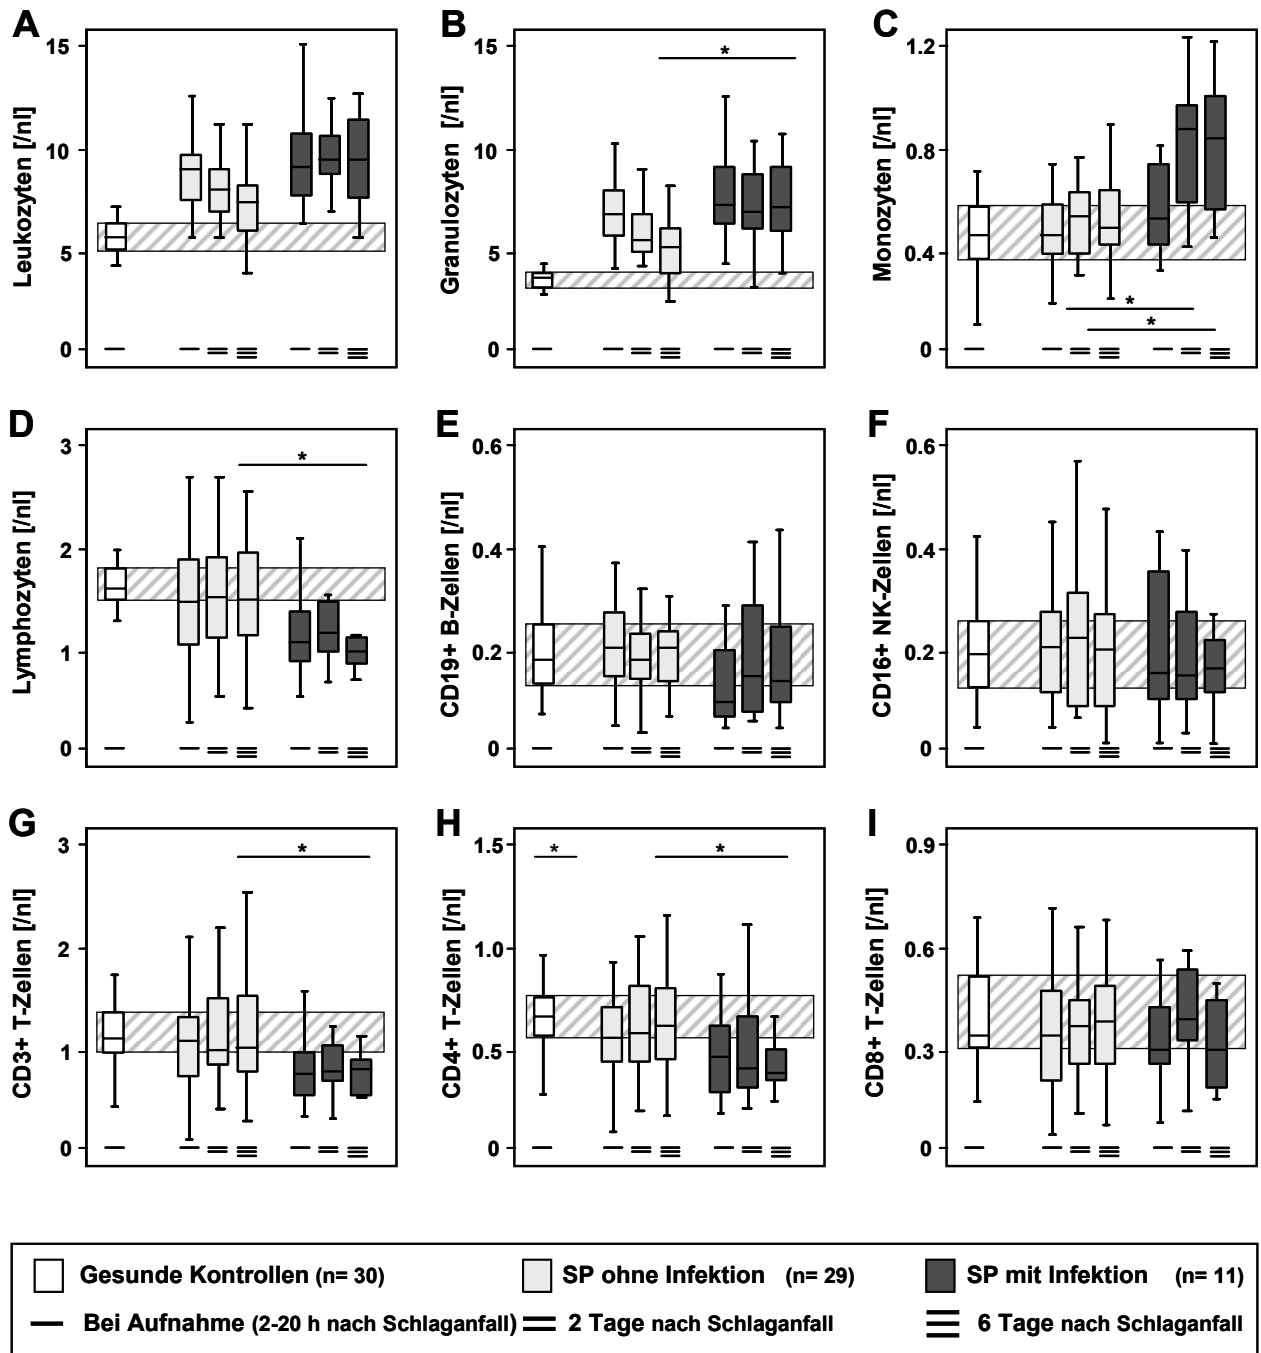 A
B
C
Leukozyten [/nl]
15
10
5
0
Granulozyten [/nl]
15
10
5
0
*
Monozyten [/nl]
1.2
0.8
0.4
0
*
*
D
E
F
Lymphozyten [/nl]
3
2
1
0
*
CD19+ B-Zellen [/nl]
0.6
0.4
0.2
0
CD16+ NK-Zellen [/nl]
0.6
0.4
0.2
0
G
H
I
CD3+ T-Zellen [/nl]
3
2
1
0
*
CD4+ T-Zellen [/nl]
1.5
1.0
0.5
0
*
*
CD8+ T-Zellen [/nl]
0.9
0.6
0.3
0
Gesunde Kontrollen (n= 30)
SP ohne Infektion (n= 29)
SP mit Infektion (n= 11)
Bei Aufnahme (2-20 h nach Schlaganfall)
2 Tage nach Schlaganfall
6 Tage nach Schlaganfall